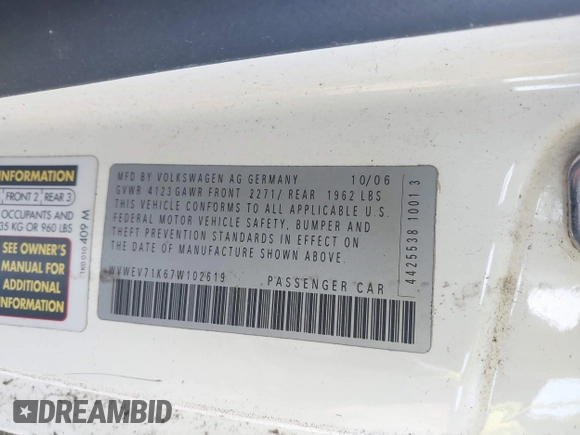 INFORMATION
FRONT 2 REAR 3
OCCUPANTS AND
35 KG OR 960 LBS
SEE OWNER'S
MANUAL FOR
ADDITIONAL
INFORMATION
1K0 010 409 M
MFD BY VOLKSWAGEN AG GERMANY 10/06
GVWR 4123 GAWR FRONT 2271/ REAR 1962 LBS
THIS VEHICLE CONFORMS TO ALL APPLICABLE U.S.
FEDERAL MOTOR VEHICLE SAFETY, BUMPER AND
THEFT PREVENTION STANDARDS IN EFFECT ON
THE DATE OF MANUFACTURE SHOWN ABOVE.
WVWEV71K67W102619 PASSENGER CAR
4425538 10013
DREAMBID